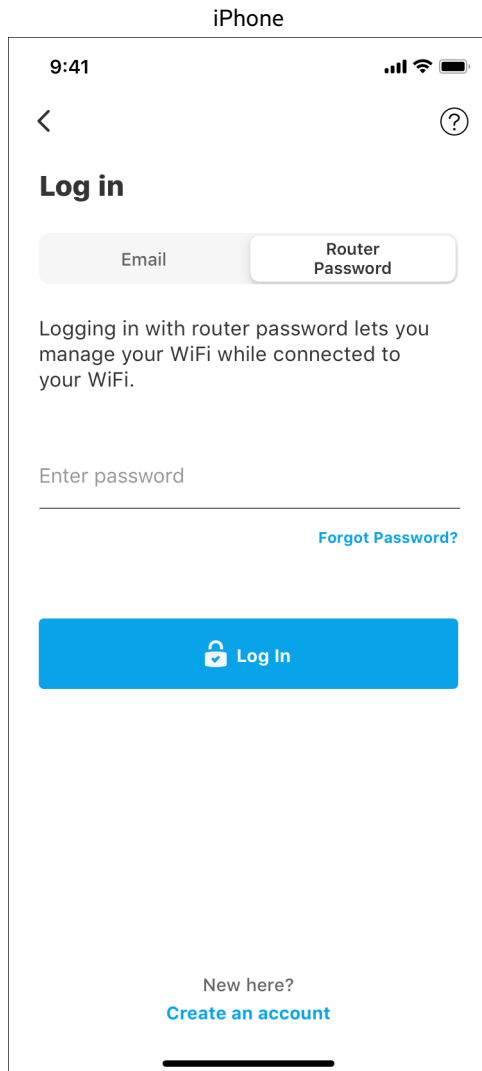 iPhone
9:41
?
Log in
Email
Router
Password
Logging in with router password lets you
manage your WiFi while connected to
your WiFi.
Enter password
Forgot Password?
Log In
New here?
Create an account